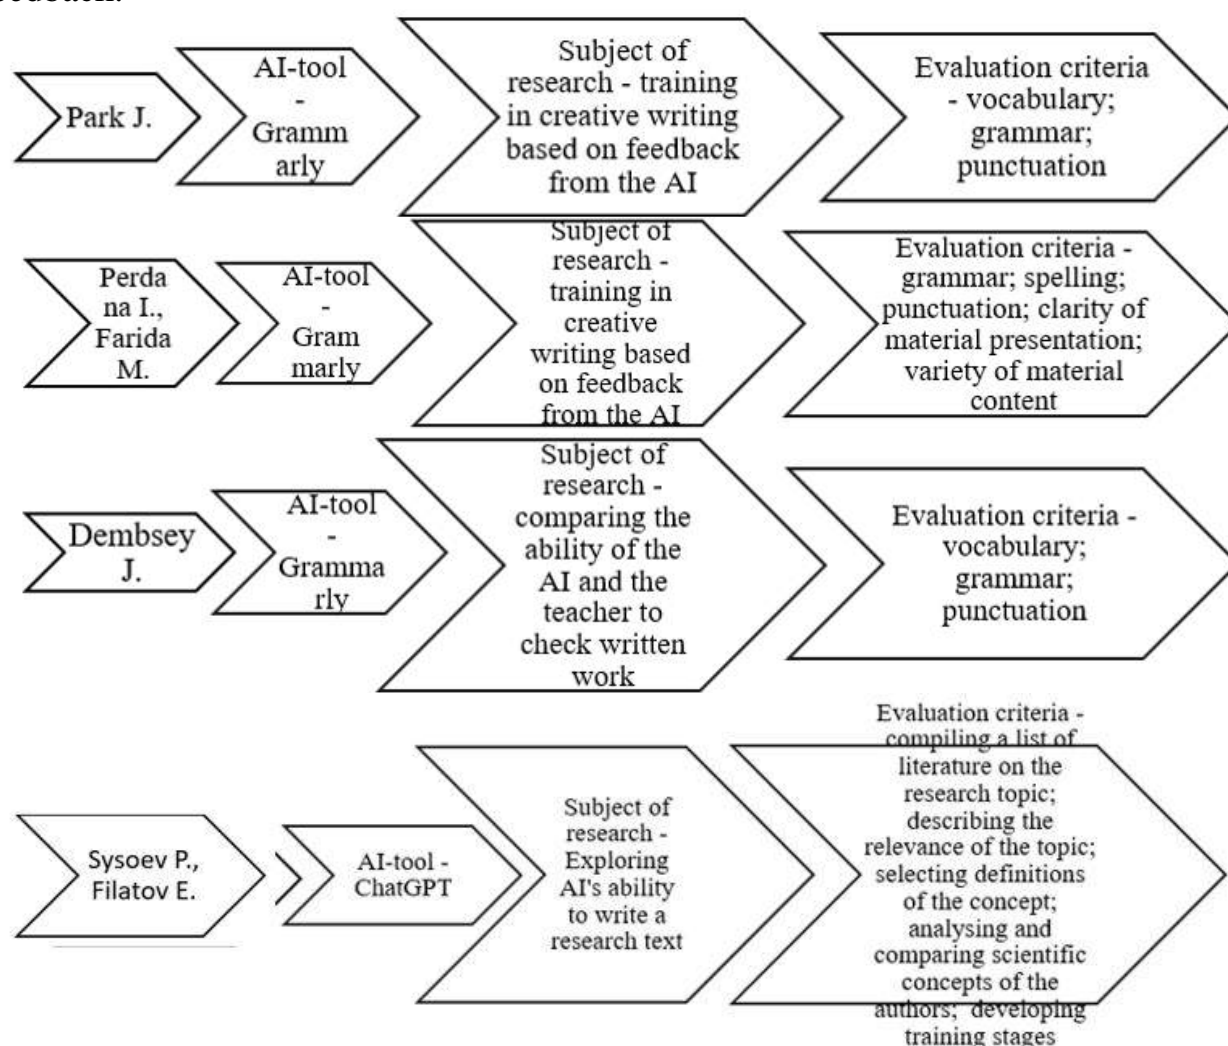 Park J.
AI-tool
-
Gramm
arly
Subject of
research - training
in creative writing
based on feedback
from the AI
Evaluation criteria
- vocabulary;
grammar;
punctuation
Perda
na I.,
Farida
M.
AI-tool
-
Gram
marly
Subject of
research -
training in
creative
writing based
on feedback
from the AI
Evaluation criteria -
grammar; spelling;
punctuation; clarity of
material presentation;
variety of material
content
Dembsey
J.
AI-tool
-
Gramma
rly
Subject of
research -
comparing the
ability of the
AI and the
teacher to
check written
work
Evaluation criteria -
vocabulary;
grammar;
punctuation
Sysoev P.,
Filatov E.
AI-tool -
ChatGPT
Subject of
research -
Exploring
AI's ability
to write a
research text
Evaluation criteria -
compiling a list of
literature on the
research topic;
describing the
relevance of the topic;
selecting definitions
of the concept;
analysing and
comparing scientific
concepts of the
authors; developing
training stages